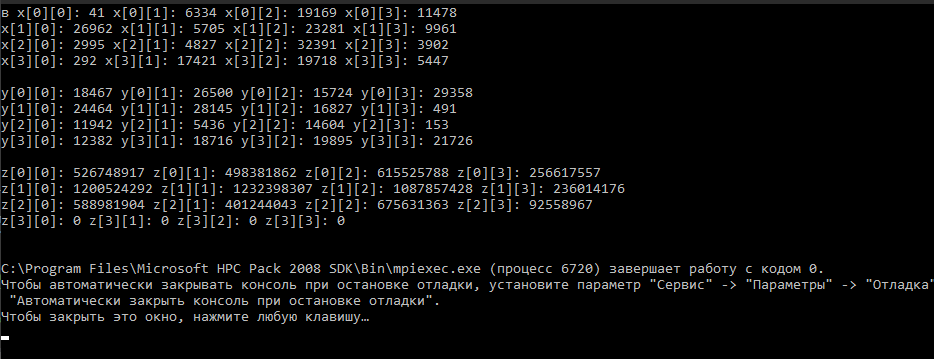 в x[0][0]: 41 x[0][1]: 6334 x[0][2]: 19169 x[0][3]: 11478
x[1][0]: 26962 x[1][1]: 5705 x[1][2]: 23281 x[1][3]: 9961
x[2][0]: 2995 x[2][1]: 4827 x[2][2]: 32391 x[2][3]: 3902
x[3][0]: 292 x[3][1]: 17421 x[3][2]: 19718 x[3][3]: 5447
y[0][0]: 18467 y[0][1]: 26500 y[0][2]: 15724 y[0][3]: 29358
y[1][0]: 24464 y[1][1]: 28145 y[1][2]: 16827 y[1][3]: 491
y[2][0]: 11942 y[2][1]: 5436 y[2][2]: 14604 y[2][3]: 153
y[3][0]: 12382 y[3][1]: 18716 y[3][2]: 19895 y[3][3]: 21726
z[0][0]: 526748917 z[0][1]: 498381862 z[0][2]: 615525788 z[0][3]: 256617557
z[1][0]: 1200524292 z[1][1]: 1232398307 z[1][2]: 1087857428 z[1][3]: 236014176
z[2][0]: 588981904 z[2][1]: 401244043 z[2][2]: 675631363 z[2][3]: 92558967
z[3][0]: 0 z[3][1]: 0 z[3][2]: 0 z[3][3]: 0
C:\Program Files\Microsoft HPC Pack 2008 SDK\Bin\mpiexec.exe (процесс 6720) завершает работу с кодом 0.
Чтобы автоматически закрывать консоль при остановке отладки, установите параметр "Сервис" -> "Параметры" -> "Отладка"
"Автоматически закрыть консоль при остановке отладки".
Чтобы закрыть это окно, нажмите любую клавишу…